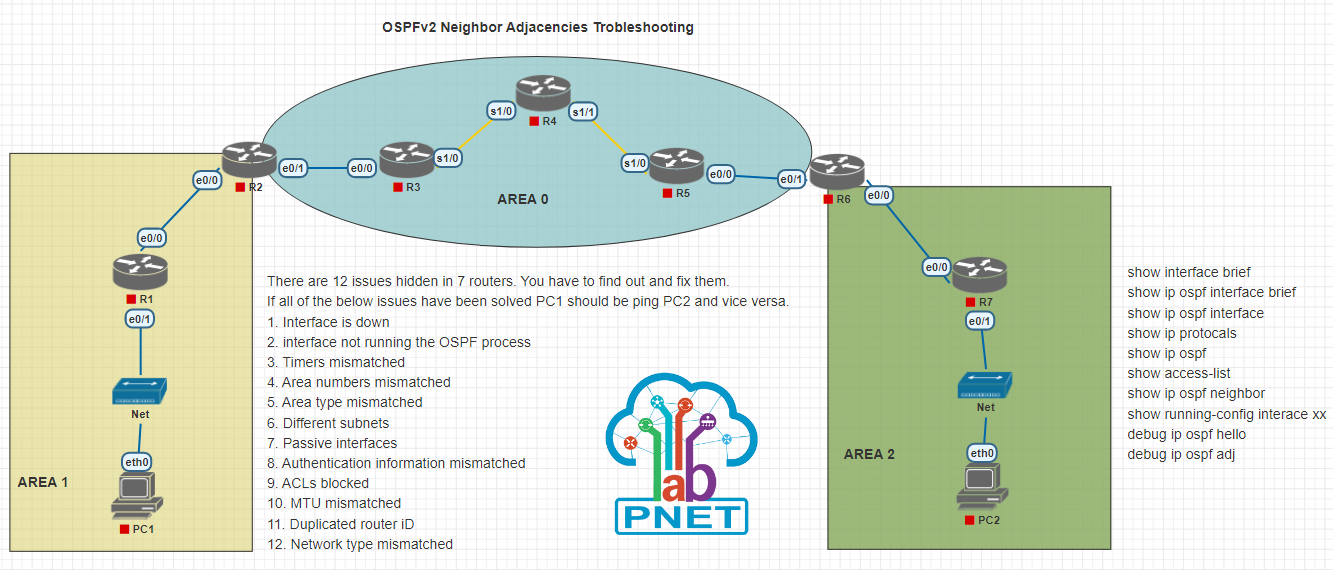 OSPFv2 Neighbor Adjacencies Trobleshooting
s1/0
s1/1
R4
e0/1
e0/0
s1/0
s1/0
e0/0
e0/1
R2
R3
R5
R6
e0/0
e0/0
AREA 0
e0/0
e0/0
R1
e0/1
R7
e0/1
There are 12 issues hidden in 7 routers. You have to find out and fix them.
If all of the below issues have been solved PC1 should be ping PC2 and vice versa.
1. Interface is down
2. interface not running the OSPF process
3. Timers mismatched
4. Area numbers mismatched
5. Area type mismatched
6. Different subnets
7. Passive interfaces
8. Authentication information mismatched
9. ACLs blocked
10. MTU mismatched
11. Duplicated router iD
12. Network type mismatched
show interface brief
show ip ospf interface brief
show ip ospf interface
show ip protocals
show ip ospf
show access-list
show ip ospf neighbor
show running-config interace xx
debug ip ospf hello
debug ip ospf adj
Net
eth0
AREA 1
PC1
lab
PNET
Net
AREA 2
eth0
PC2